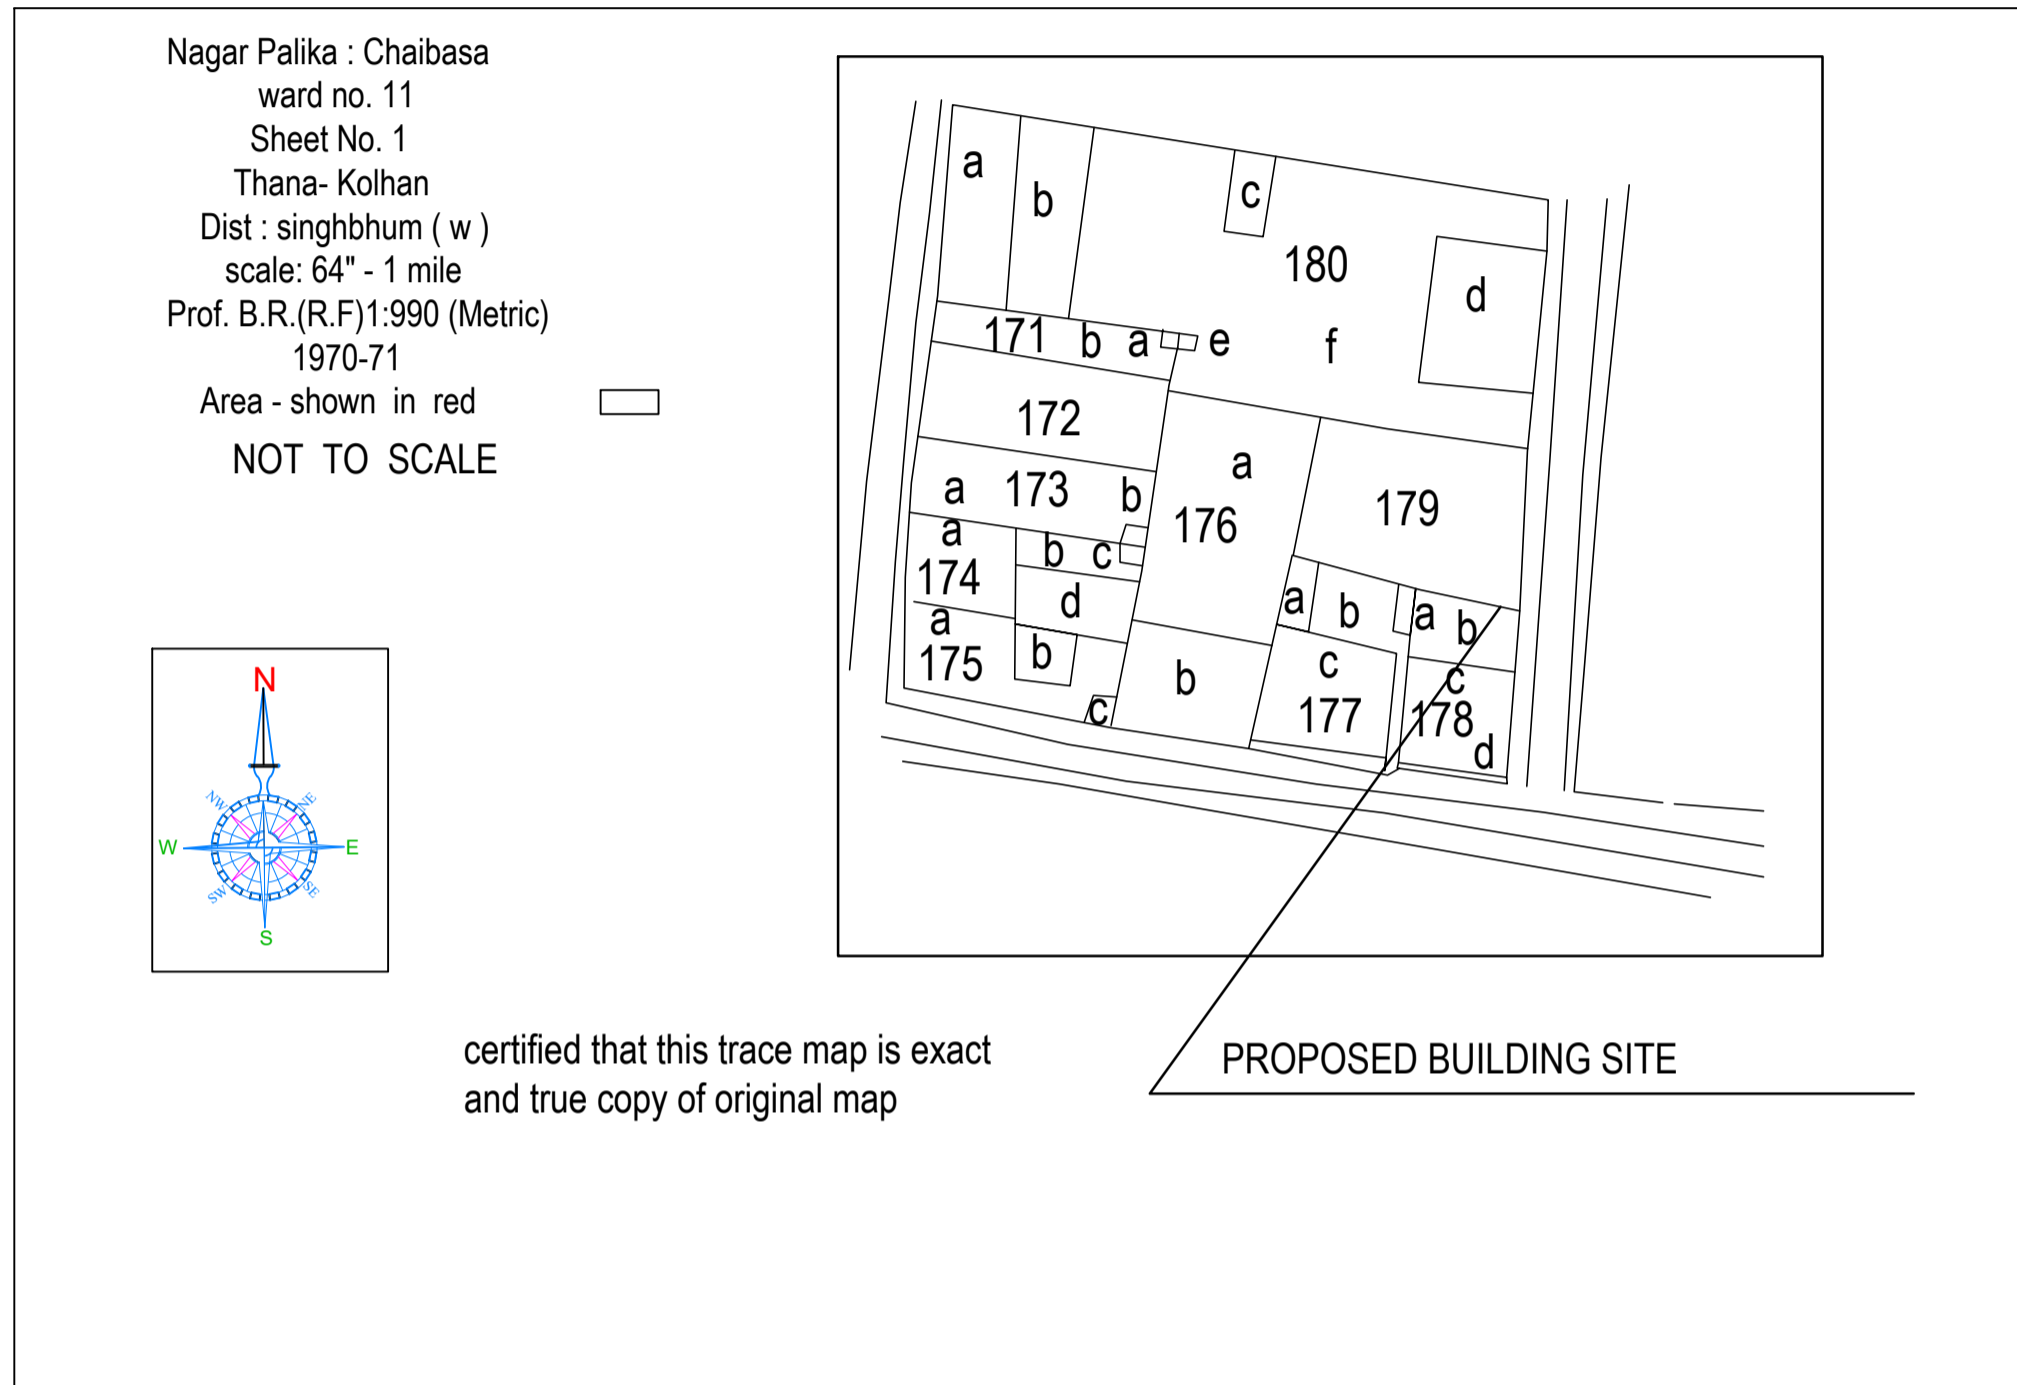 Nagar Palika : Chaibasa
ward no. 11
Sheet No. 1
Thana- Kolhan
Dist : singhbhum ( w )
scale: 64" - 1 mile
Prof. B.R.(R.F)1:990 (Metric)
1970-71
Area - shown in red
NOT TO SCALE
N
NW NE
W E
SW SE
S
a
b
c
180
d
171 b a e f
172
a
a 173 b
176
179
a
174
b c
d
a
175
b
c
b
a b
c
177
a b
c
178
d
certified that this trace map is exact
and true copy of original map
PROPOSED BUILDING SITE